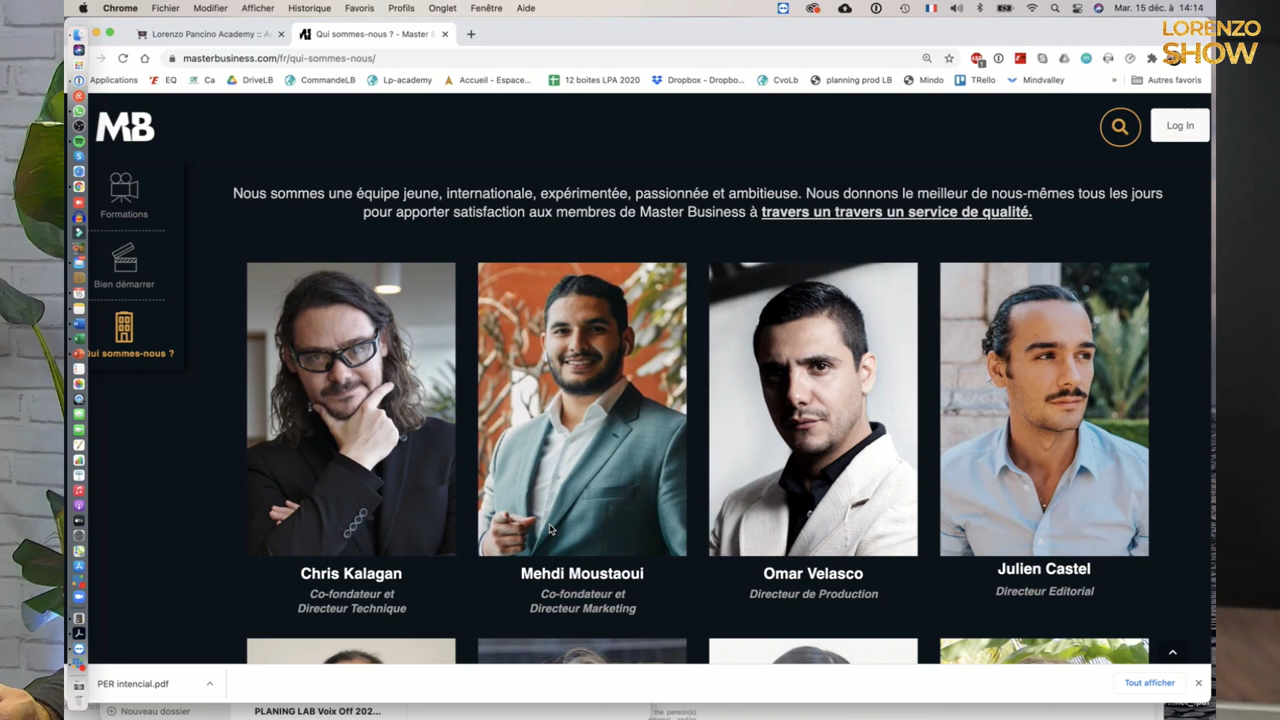 Chrome Fichier Modifier Afficher Historique Favoris Profils Onglet Fenêtre Aide
Mar. 15 déc. à 14:14
LORENZO
SHOW
Lorenzo Pancino Academy ::
Qui sommes-nous ? - Master
masterbusiness.com/fr/qui-sommes-nous/
Applications EQ Ca DriveLB CommandeLB Lp-academy Accueil - Espace... 12 boites LPA 2020 Dropbox - Dropbo... CvoLb planning prod LB Mindo TRello Mindvalley » Autres favoris
MB
Log In
Formations
Bien démarrer
Qui sommes-nous ?
Nous sommes une équipe jeune, internationale, expérimentée, passionnée et ambitieuse. Nous donnons le meilleur de nous-mêmes tous les jours
pour apporter satisfaction aux membres de Master Business à travers un travers un service de qualité.
Chris Kalagan
Co-fondateur et
Directeur Technique
Mehdi Moustaoui
Co-fondateur et
Directeur Marketing
Omar Velasco
Directeur de Production
Julien Castel
Directeur Editorial
PER intencial.pdf
Tout afficher
Nouveau dossier
PLANING LAB Voix Off 202...
the person(s)